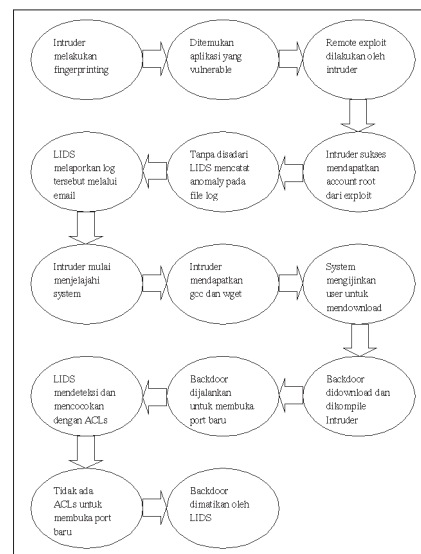 Intruder
melakukan
fingerprinting
Ditemukan
aplikasi yang
vulnerable
Remote exploit
dilakukan oleh
intruder
Intruder sukses
mendapatkan
account root
dari exploit
Tanpa disadari
LIDS mencatat
anomaly pada
file log
LIDS
melaporkan log
tersebut melalui
email
Intruder mulai
menjelajahi
system
Intruder
mendapatkan
gcc dan wget
System
mengijinkan
user untuk
mendownload
Backdoor
didownload dan
dikompile
Intruder
Backdoor
dijalankan
untuk membuka
port baru
LIDS
mendeteksi dan
mencocokan
dengan ACLs
Tidak ada
ACLs untuk
membuka port
baru
Backdoor
dimatikan oleh
LIDS